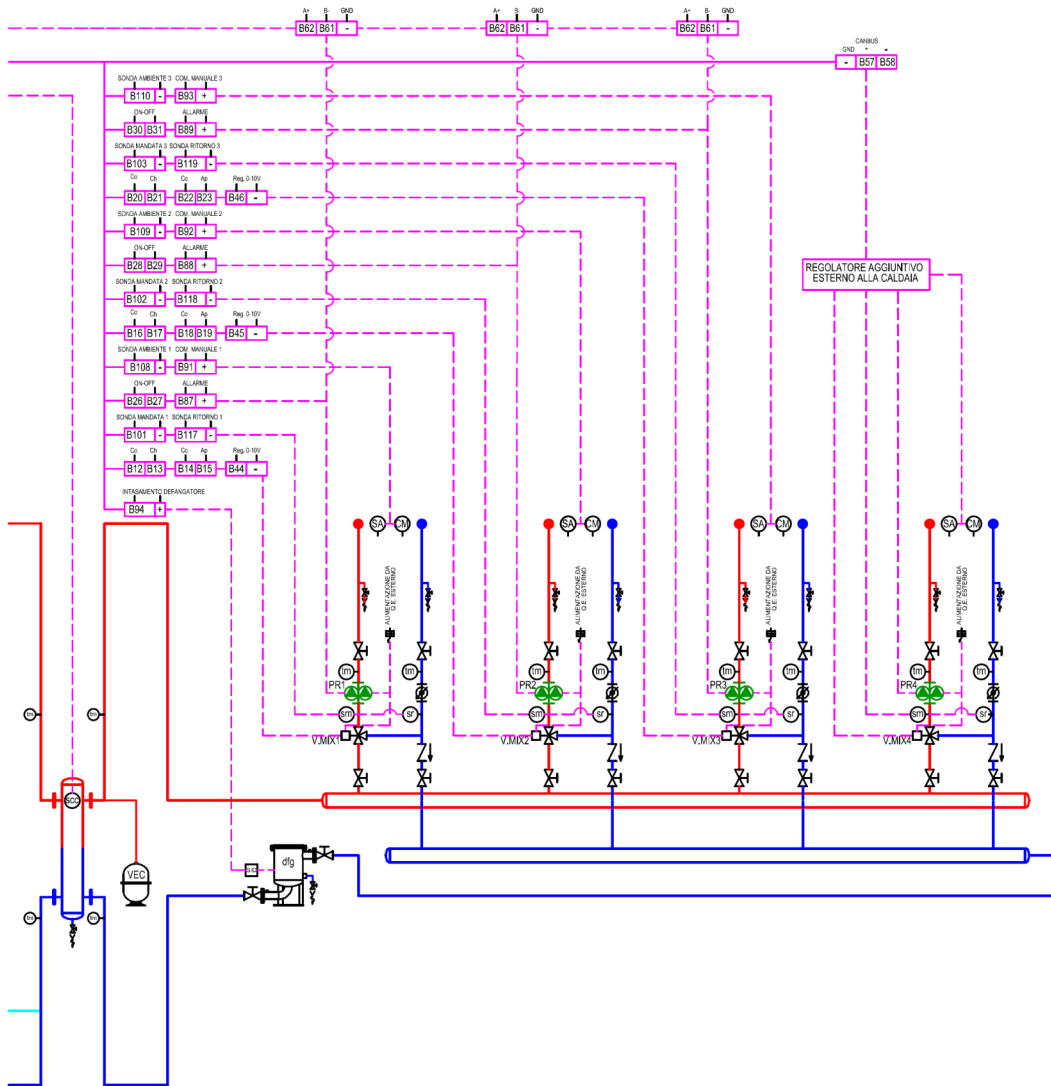 A+ B- GND A+ B- GND A+ B- GND
B62 B61 - B62 B61 - B62 B61 -
CANBUS
GND + -
- B57 B58
SONDA AMBIENTE 3 COM. MANUALE 3
B110 - B93 +
ON-OFF ALLARME
B30 B31 B89 +
SONDA MANDATA 3 SONDA RITORNO 3
B103 - B119 -
Co Ch Co Ap Reg. 0-10V
B20 B21 B22 B23 B46 -
SONDA AMBIENTE 2 COM. MANUALE 2
B109 - B92 +
ON-OFF ALLARME
B28 B29 B88 +
REGOLATORE AGGIUNTIVO
ESTERNO ALLA CALDAIA
SONDA MANDATA 2 SONDA RITORNO 2
B102 - B118 -
Co Ch Co Ap Reg. 0-10V
B16 B17 B18 B19 B45 -
SONDA AMBIENTE 1 COM. MANUALE 1
B108 - B91 +
ON-OFF ALLARME
B26 B27 B87 +
SONDA MANDATA 1 SONDA RITORNO 1
B101 - B117 -
Co Ch Co Ap Reg. 0-10V
B12 B13 B14 B15 B44 -
INTASAMENTO DEFANGATORE
B94 +
SA CM SA CM SA CM SA CM
ALIMENTAZIONE DA
Q.E. ESTERNO
ALIMENTAZIONE DA
Q.E. ESTERNO
ALIMENTAZIONE DA
Q.E. ESTERNO
ALIMENTAZIONE DA
Q.E. ESTERNO
tm tm tm tm
PR1 PR2 PR3 PR4
tm tm sm sr sm sr sm sr sm sr
V.MIX1 V.MIX2 V.MIX3 V.MIX4
SCC
VEC
dfg
tm tm